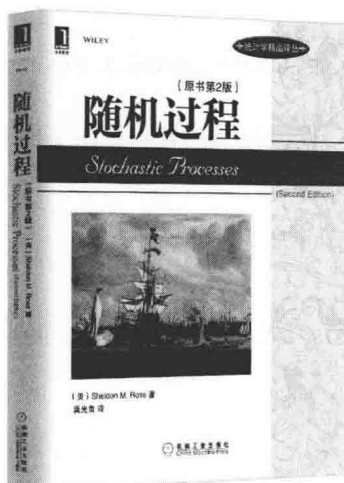 WILEY
统计学精品译丛
(原书第2版)
随机过程
Stochastic Processes
(Second Edition)
(美) Sheldon M. Ross 著
龚光鲁 译
机械工业出版社
China Machine Press
随机过程
Stochastic Processes